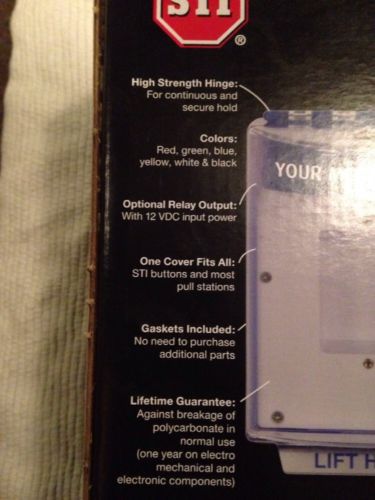 STI
®
High Strength Hinge:
For continuous and
secure hold
Colors:
Red, green, blue,
yellow, white & black
YOUR
Optional Relay Output:
With 12 VDC input power
One Cover Fits All:
STI buttons and most
pull stations
Gaskets Included:
No need to purchase
additional parts
Lifetime Guarantee:
Against breakage of
polycarbonate in
normal use
(one year on electro
mechanical and
electronic components)
LIFT H